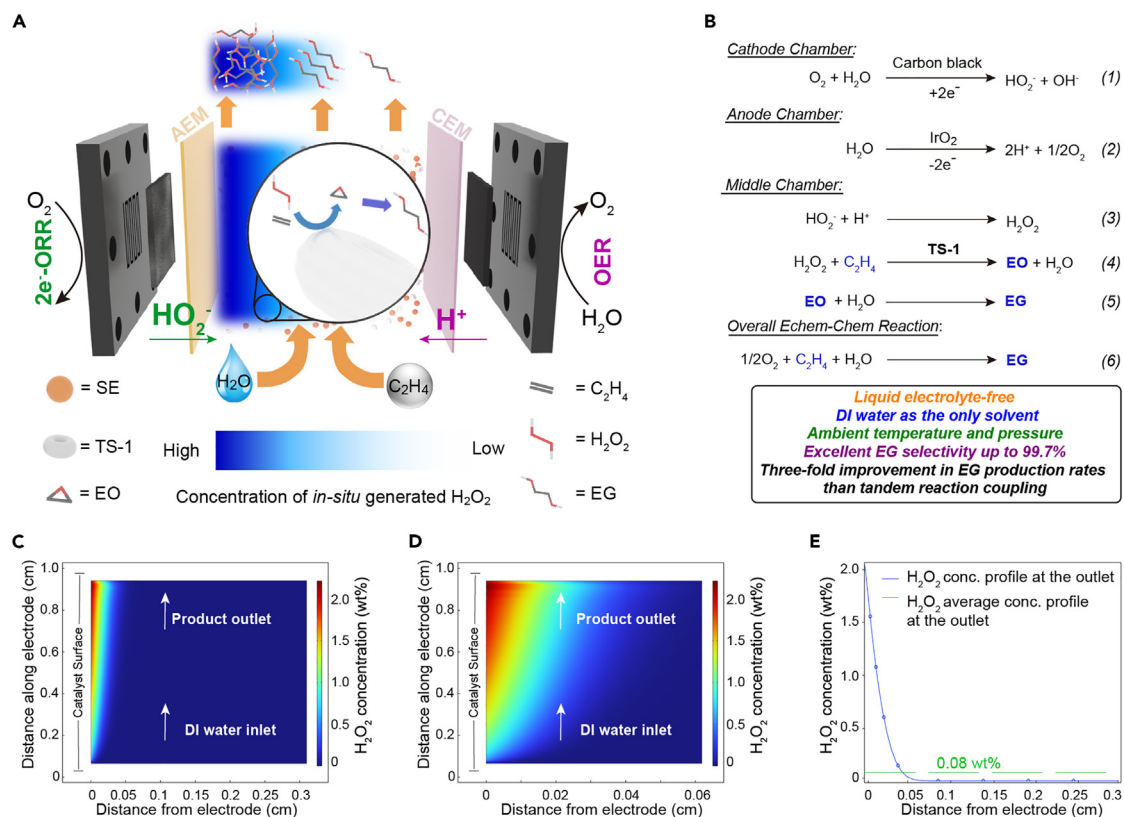 A
AEM
CEM
O₂
2e⁻-ORR
HO₂⁻
H⁺
O₂
OER
H₂O
H₂O
C₂H₄
= SE
= TS-1
= EO
= C₂H₄
= H₂O₂
= EG
High
Low
Concentration of in-situ generated H₂O₂
B
Cathode Chamber:
O₂ + H₂O
Carbon black
+2e⁻
HO₂⁻ + OH⁻
(1)
Anode Chamber:
H₂O
IrO₂
-2e⁻
2H⁺ + 1/2O₂
(2)
Middle Chamber:
HO₂⁻ + H⁺
H₂O₂
(3)
H₂O₂ + C₂H₄
TS-1
EO + H₂O
(4)
EO + H₂O
EG
(5)
Overall Echem-Chem Reaction:
1/2O₂ + C₂H₄ + H₂O
EG
(6)
Liquid electrolyte-free
DI water as the only solvent
Ambient temperature and pressure
Excellent EG selectivity up to 99.7%
Three-fold improvement in EG production rates
than tandem reaction coupling
C
Distance along electrode (cm)
1.0
0.8
0.6
0.4
0.2
0
Catalyst Surface
Product outlet
DI water inlet
0 0.05 0.1 0.15 0.2 0.25 0.3
Distance from electrode (cm)
2.0
1.5
1.0
0.5
0
H₂O₂ concentration (wt%)
D
Distance along electrode (cm)
1.0
0.8
0.6
0.4
0.2
0
Catalyst Surface
Product outlet
DI water inlet
0 0.02 0.04 0.06
Distance from electrode (cm)
2.0
1.5
1.0
0.5
0
H₂O₂ concentration (wt%)
E
H₂O₂ concentration (wt%)
2.0
1.5
1.0
0.5
0
H₂O₂ conc. profile at the outlet
H₂O₂ average conc. profile
at the outlet
0.08 wt%
0 0.05 0.1 0.15 0.2 0.25 0.3
Distance from electrode (cm)